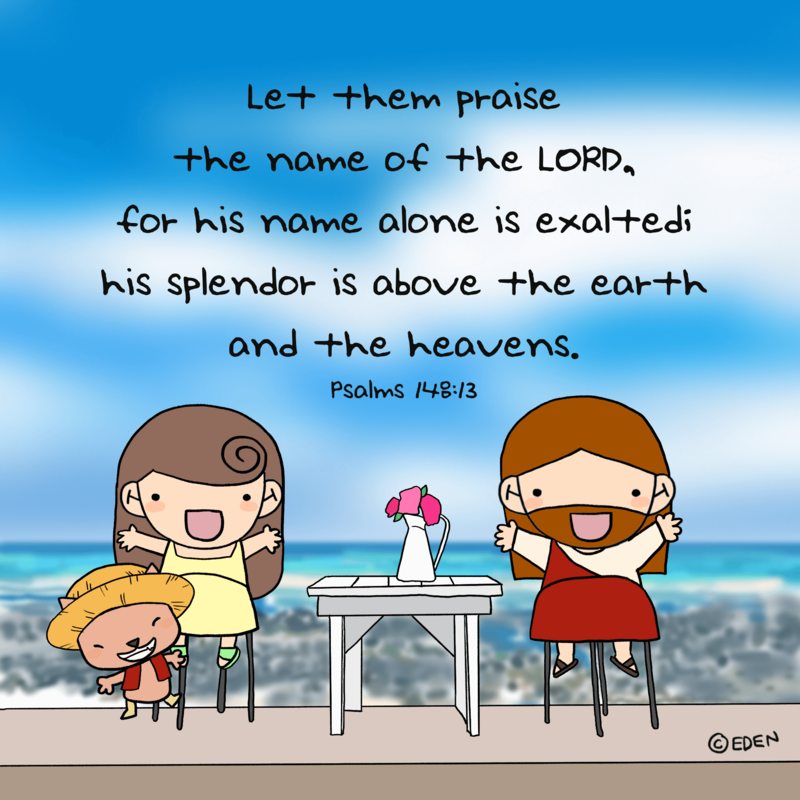 Let them praise
the name of the LORD,
for his name alone is exalted;
his splendor is above the earth
and the heavens.
Psalms 148:13
©EDEN